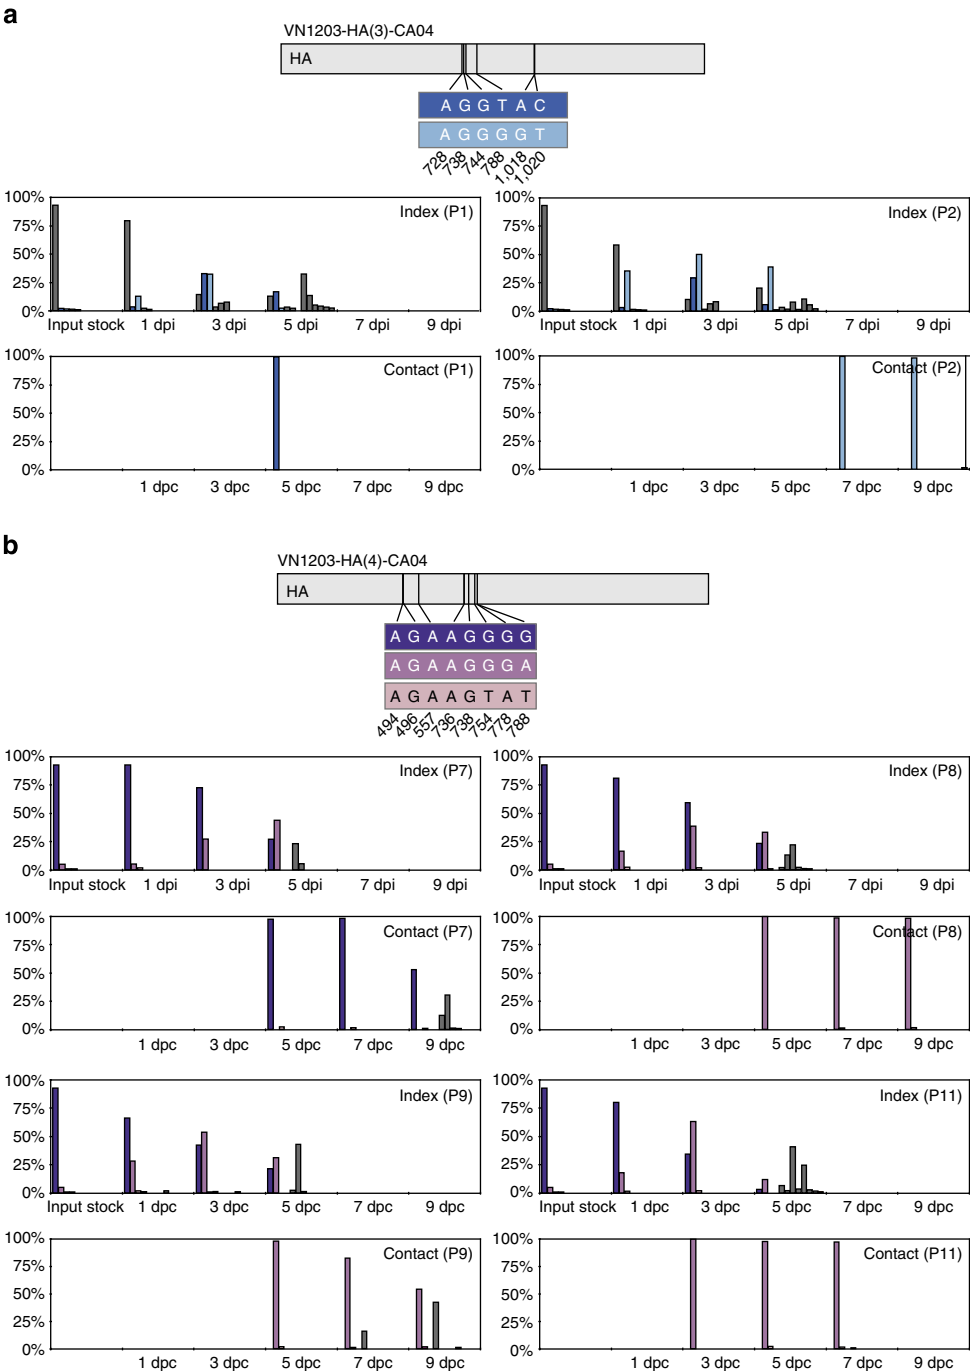 a
VN1203-HA(3)-CA04
HA
A G G T A C
A G G G G T
728 738 744 788 1,018 1,020
100% 75% 50% 25% 0%
Index (P1)
Input stock 1 dpi 3 dpi 5 dpi 7 dpi 9 dpi
100% 75% 50% 25% 0%
Index (P2)
Input stock 1 dpi 3 dpi 5 dpi 7 dpi 9 dpi
100% 75% 50% 25% 0%
Contact (P1)
1 dpc 3 dpc 5 dpc 7 dpc 9 dpc
100% 75% 50% 25% 0%
Contact (P2)
1 dpc 3 dpc 5 dpc 7 dpc 9 dpc
b
VN1203-HA(4)-CA04
HA
A G A A G G G G
A G A A G G G A
A G A A G T A T
494 496 557 736 738 754 778 788
100% 75% 50% 25% 0%
Index (P7)
Input stock 1 dpi 3 dpi 5 dpi 7 dpi 9 dpi
100% 75% 50% 25% 0%
Index (P8)
Input stock 1 dpi 3 dpi 5 dpi 7 dpi 9 dpi
100% 75% 50% 25% 0%
Contact (P7)
1 dpc 3 dpc 5 dpc 7 dpc 9 dpc
100% 75% 50% 25% 0%
Contact (P8)
1 dpc 3 dpc 5 dpc 7 dpc 9 dpc
100% 75% 50% 25% 0%
Index (P9)
Input stock 1 dpc 3 dpc 5 dpc 7 dpc 9 dpc
100% 75% 50% 25% 0%
Index (P11)
Input stock 1 dpc 3 dpc 5 dpc 7 dpc 9 dpc
100% 75% 50% 25% 0%
Contact (P9)
1 dpc 3 dpc 5 dpc 7 dpc 9 dpc
100% 75% 50% 25% 0%
Contact (P11)
1 dpc 3 dpc 5 dpc 7 dpc 9 dpc